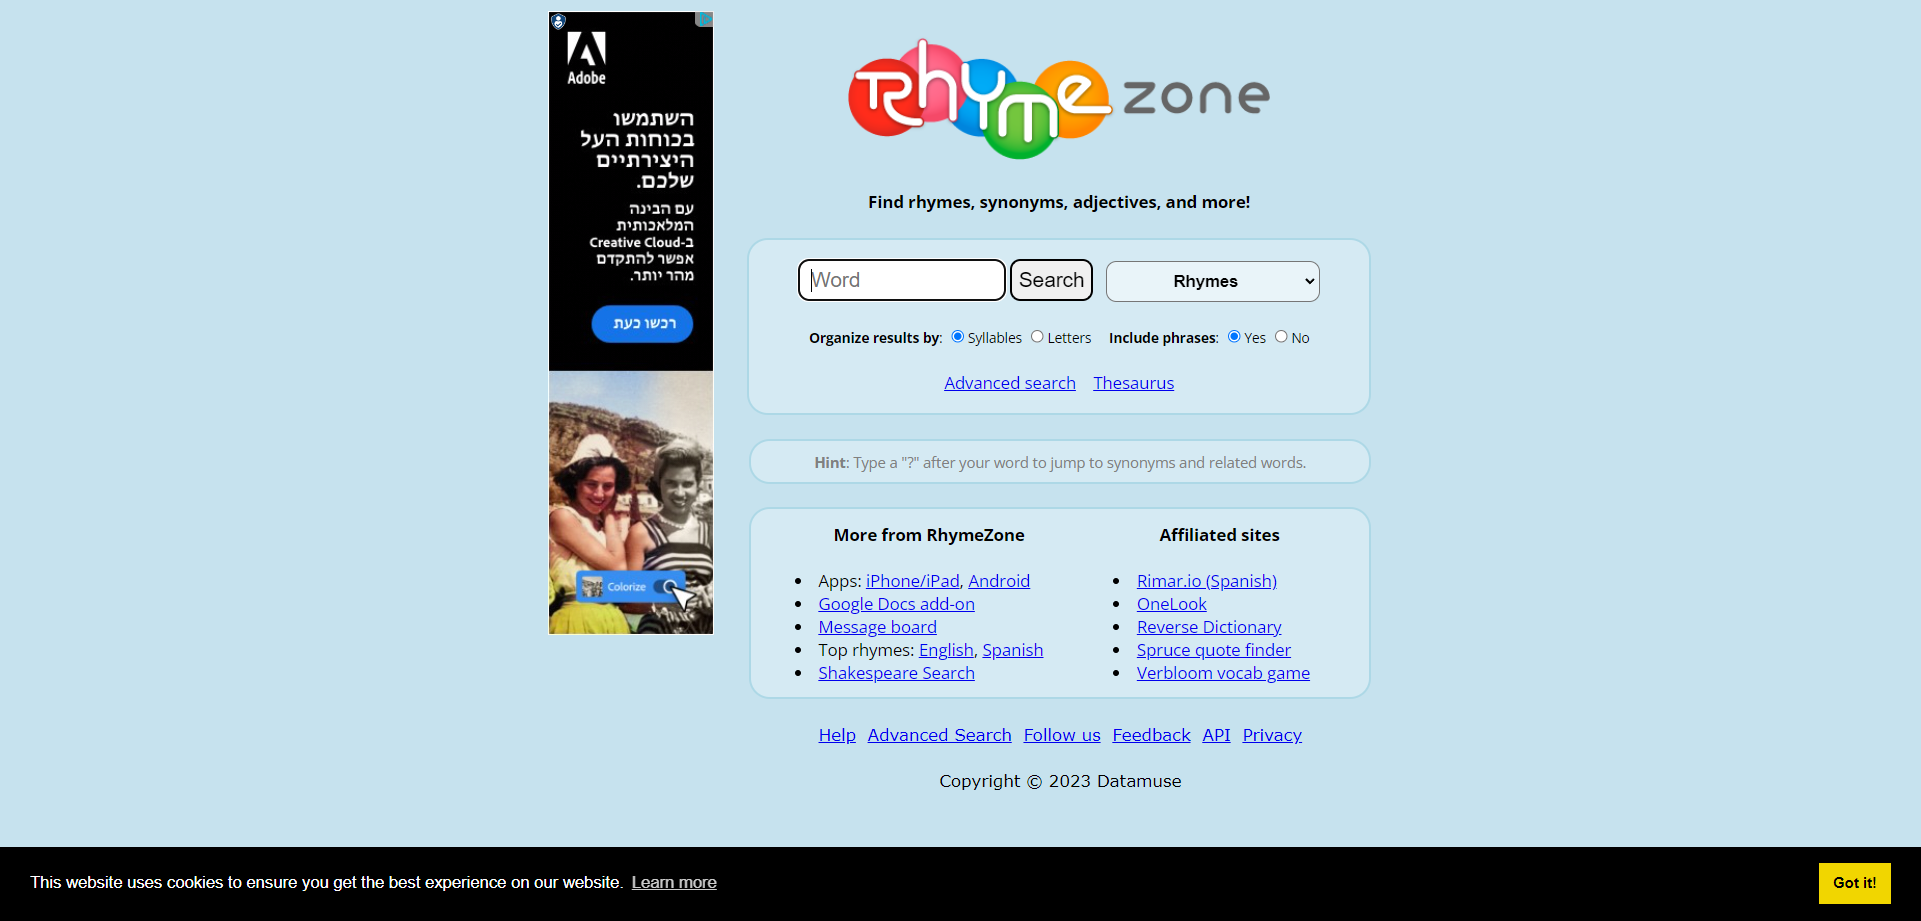 Adobe
השתמשו
בכוחות העל
היצירתיים
שלכם.
עם הבינה
המלאכותית
ב-Creative Cloud
אפשר להתקדם
מהר יותר.
רכשו כעת
Colorize
Rhyme zone
Find rhymes, synonyms, adjectives, and more!
Word Search Rhymes
Organize results by: Syllables Letters Include phrases: Yes No
Advanced search Thesaurus
Hint: Type a "?" after your word to jump to synonyms and related words.
More from RhymeZone
Apps: iPhone/iPad, Android
Google Docs add-on
Message board
Top rhymes: English, Spanish
Shakespeare Search
Affiliated sites
Rimar.io (Spanish)
OneLook
Reverse Dictionary
Spruce quote finder
Verbloom vocab game
Help Advanced Search Follow us Feedback API Privacy
Copyright © 2023 Datamuse
This website uses cookies to ensure you get the best experience on our website. Learn more
Got it!